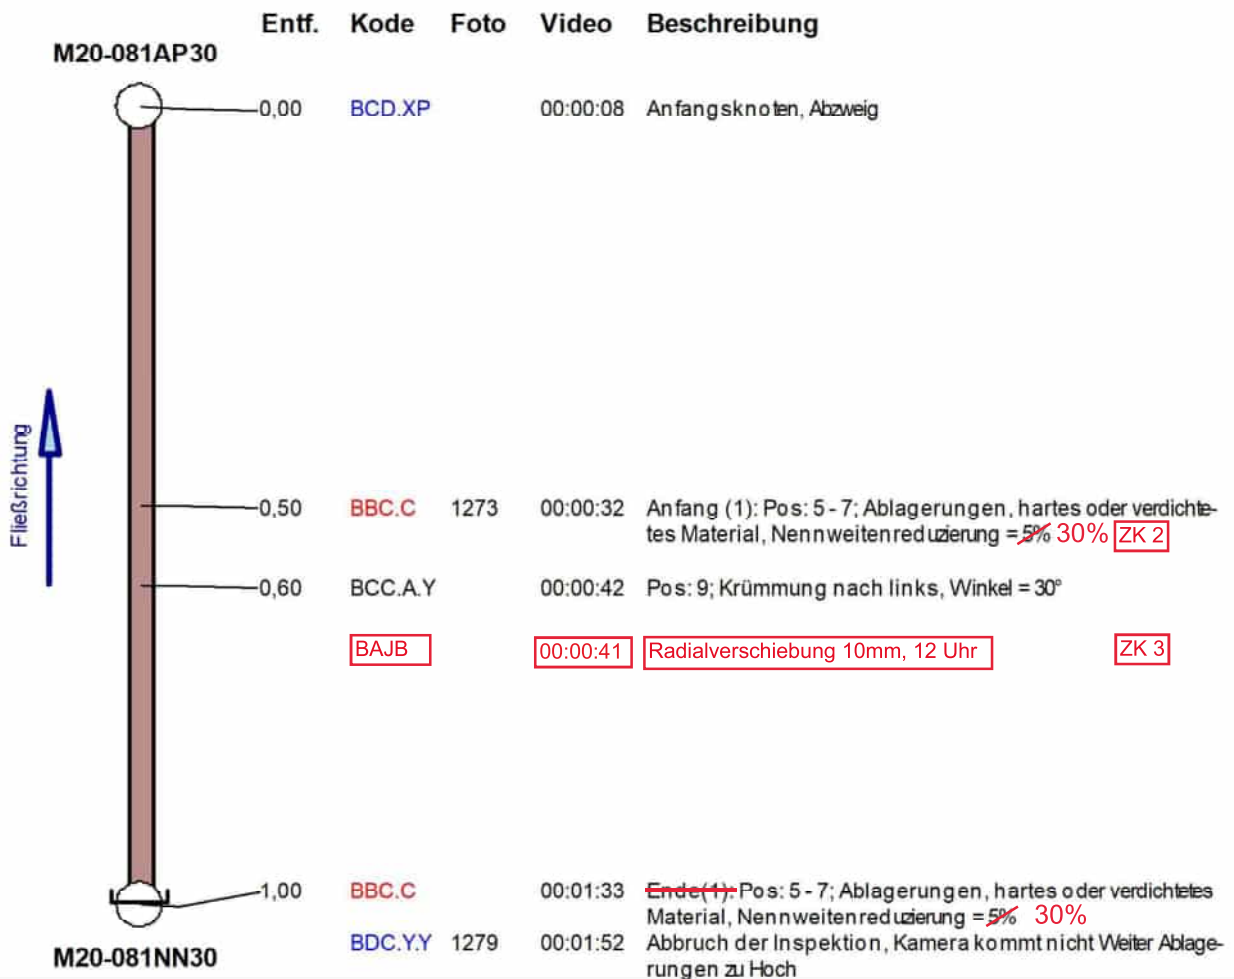 Entf. Kode Foto Video Beschreibung
M20-081AP30
0,00 BCD.XP 00:00:08 Anfangsknoten, Abzweig
Fließrichtung
0,50 BBC.C 1273 00:00:32 Anfang (1): Pos: 5 - 7; Ablagerungen, hartes oder verdichte-
tes Material, Nennweitenreduzierung = 5% 30% ZK 2
0,60 BCC.A.Y 00:00:42 Pos: 9; Krümmung nach links, Winkel = 30°
BAJB 00:00:41 Radialverschiebung 10mm, 12 Uhr ZK 3
1,00 BBC.C 00:01:33 Ende(1): Pos: 5 - 7; Ablagerungen, hartes oder verdichtetes
Material, Nennweitenreduzierung = 5% 30%
BDC.Y.Y 1279 00:01:52 Abbruch der Inspektion, Kamera kommt nicht Weiter Ablage-
rungen zu Hoch
M20-081NN30